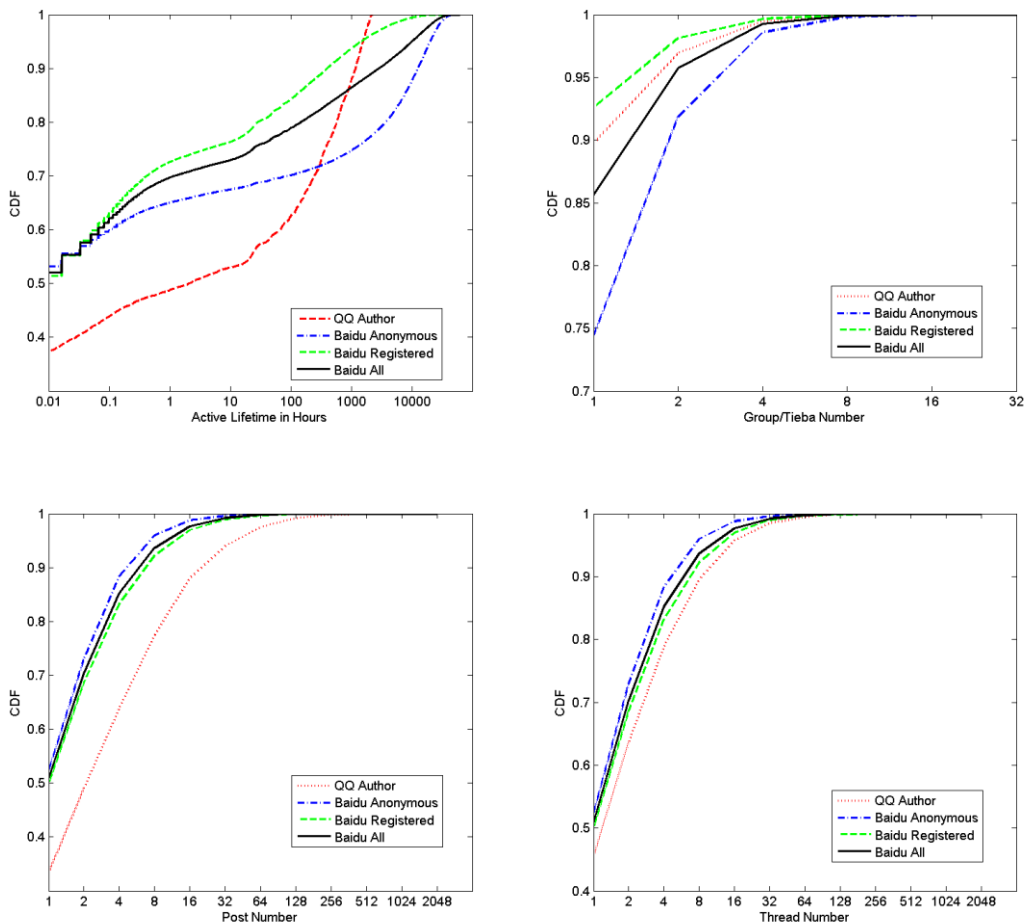 1
0.9
0.8
0.7
0.6
0.5
0.4
CDF
0.01 0.1 1 10 100 1000 10000
Active Lifetime in Hours
QQ Author
Baidu Anonymous
Baidu Registered
Baidu All
1
0.95
0.9
0.85
0.8
0.75
0.7
CDF
1 2 4 8 16 32
Group/Tieba Number
QQ Author
Baidu Anonymous
Baidu Registered
Baidu All
1
0.9
0.8
0.7
0.6
0.5
0.4
CDF
1 2 4 8 16 32 64 128 256 512 1024 2048
Post Number
QQ Author
Baidu Anonymous
Baidu Registered
Baidu All
1
0.9
0.8
0.7
0.6
0.5
0.4
CDF
1 2 4 8 16 32 64 128 256 512 1024 2048
Thread Number
QQ Author
Baidu Anonymous
Baidu Registered
Baidu All